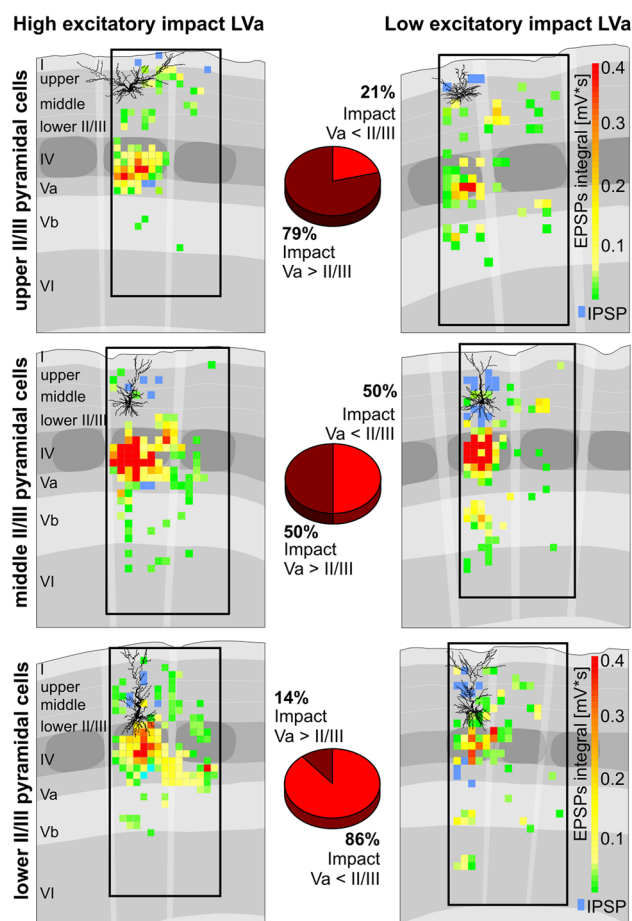 High excitatory impact LVa
Low excitatory impact LVa
upper II/III pyramidal cells
I
upper
middle
lower II/III
IV
Va
Vb
VI
21%
Impact
Va < II/III
79%
Impact
Va > II/III
0.4
0.3
0.2
0.1
EPSPs integral [mV*s]
IPSP
middle II/III pyramidal cells
I
upper
middle
lower II/III
IV
Va
Vb
VI
50%
Impact
Va < II/III
50%
Impact
Va > II/III
lower II/III pyramidal cells
I
upper
middle
lower II/III
IV
Va
Vb
VI
14%
Impact
Va > II/III
86%
Impact
Va < II/III
0.4
0.3
0.2
0.1
EPSPs integral [mV*s]
IPSP